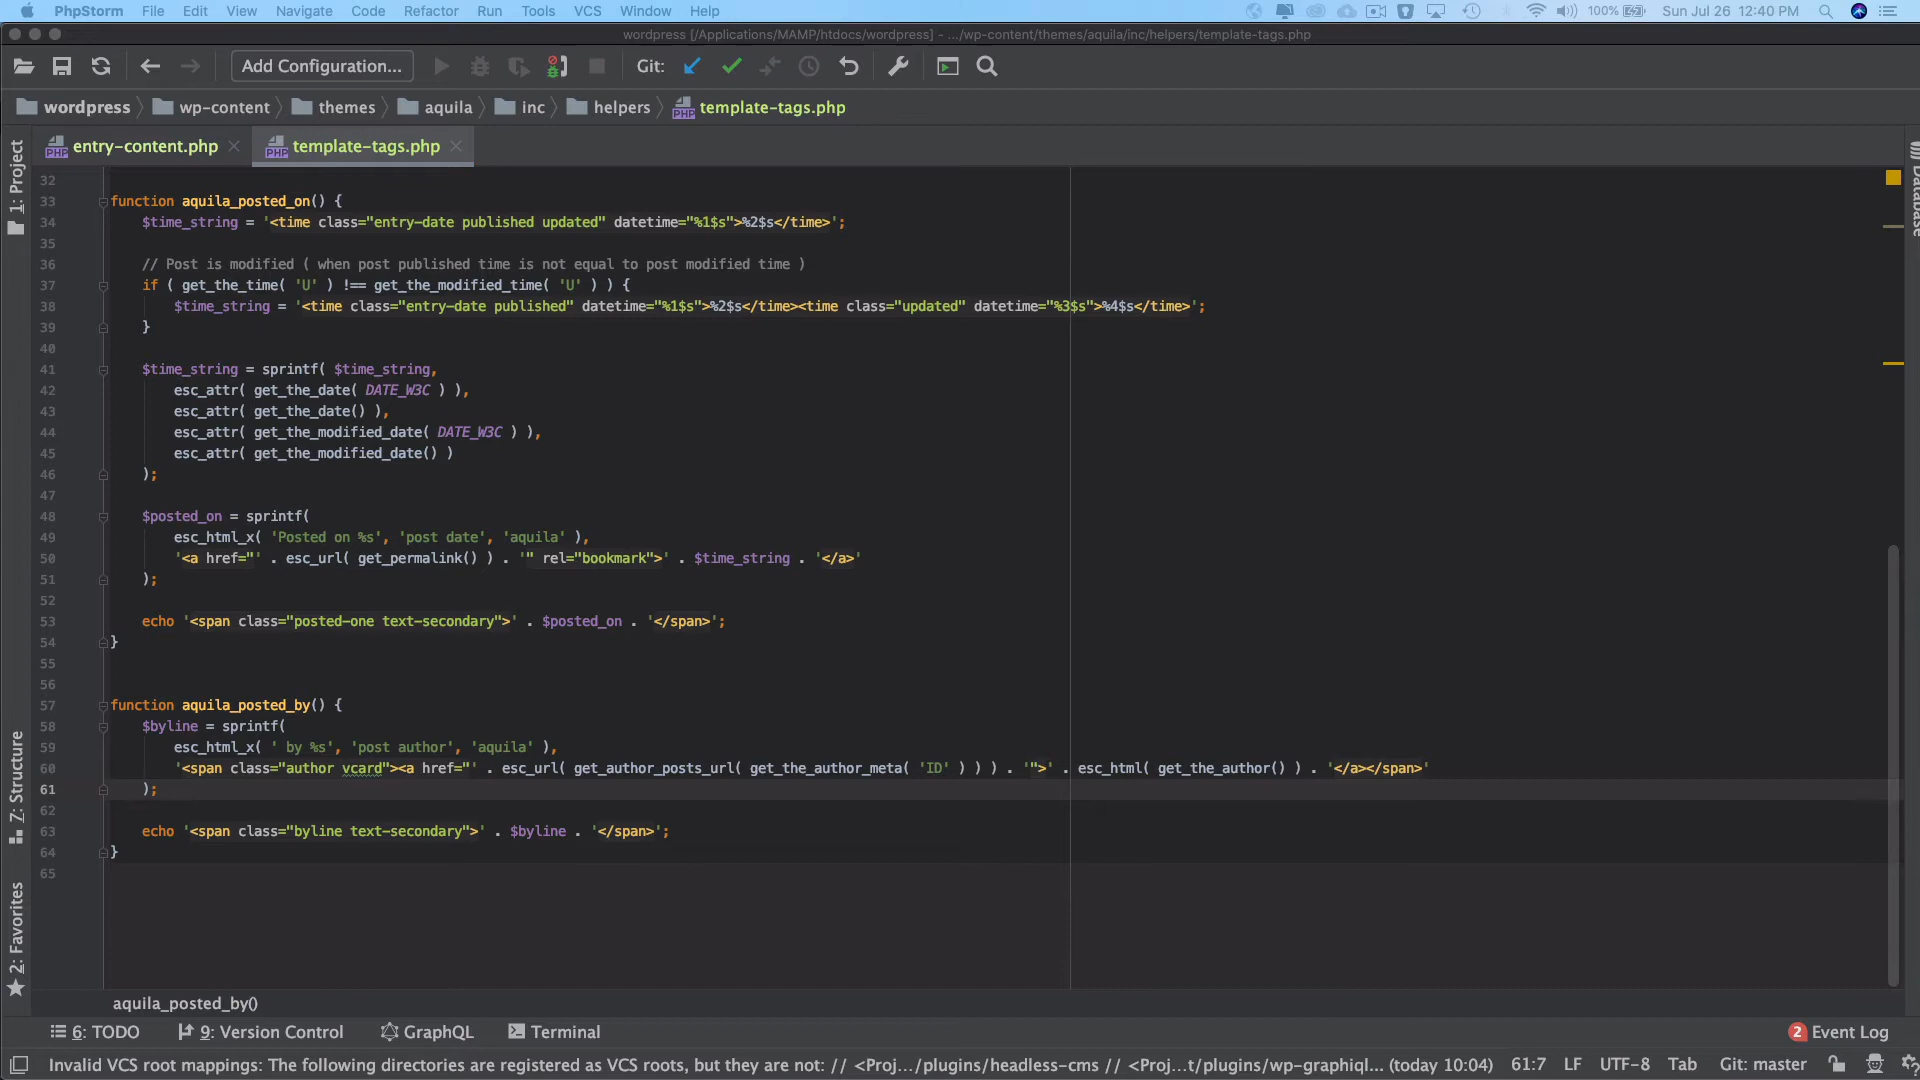 PhpStorm File Edit View Navigate Code Refactor Run Tools VCS Window Help 100% Sun Jul 26 12:40 PM
wordpress [/Applications/MAMP/htdocs/wordpress] - .../wp-content/themes/aquila/inc/helpers/template-tags.php
Add Configuration... Git:
wordpress wp-content themes aquila inc helpers template-tags.php
entry-content.php template-tags.php
1: Project
Database
32
33 function aquila_posted_on() {
34 $time_string = '<time class="entry-date published updated" datetime="%1$s">%2$s</time>';
35
36 // Post is modified ( when post published time is not equal to post modified time )
37 if ( get_the_time( 'U' ) !== get_the_modified_time( 'U' ) ) {
38 $time_string = '<time class="entry-date published" datetime="%1$s">%2$s</time><time class="updated" datetime="%3$s">%4$s</time>';
39 }
40
41 $time_string = sprintf( $time_string,
42 esc_attr( get_the_date( DATE_W3C ) ),
43 esc_attr( get_the_date() ),
44 esc_attr( get_the_modified_date( DATE_W3C ) ),
45 esc_attr( get_the_modified_date() )
46 );
47
48 $posted_on = sprintf(
49 esc_html_x( 'Posted on %s', 'post date', 'aquila' ),
50 '<a href="' . esc_url( get_permalink() ) . '" rel="bookmark">' . $time_string . '</a>'
51 );
52
53 echo '<span class="posted-one text-secondary">' . $posted_on . '</span>';
54 }
55
56
57 function aquila_posted_by() {
58 $byline = sprintf(
59 esc_html_x( ' by %s', 'post author', 'aquila' ),
60 '<span class="author vcard"><a href="' . esc_url( get_author_posts_url( get_the_author_meta( 'ID' ) ) ) . '">' . esc_html( get_the_author() ) . '</a></span>'
61 );
62
63 echo '<span class="byline text-secondary">' . $byline . '</span>';
64 }
65
Z: Structure
2: Favorites
aquila_posted_by()
6: TODO 9: Version Control GraphQL Terminal 2 Event Log
Invalid VCS root mappings: The following directories are registered as VCS roots, but they are not: // <Proj.../plugins/headless-cms // <Proj...t/plugins/wp-graphiql... (today 10:04) 61:7 LF UTF-8 Tab Git: master